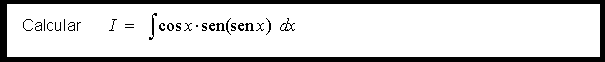 Calcular I = ∫cos x · sen(sen x) dx